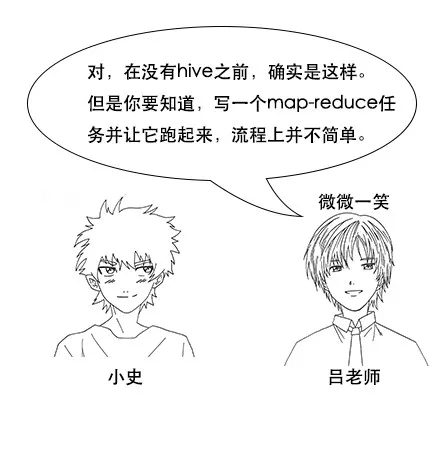 对，在没有hive之前，确实是这样。
但是你要知道，写一个map-reduce任
务并让它跑起来，流程上并不简单。
微微一笑
小史
吕老师